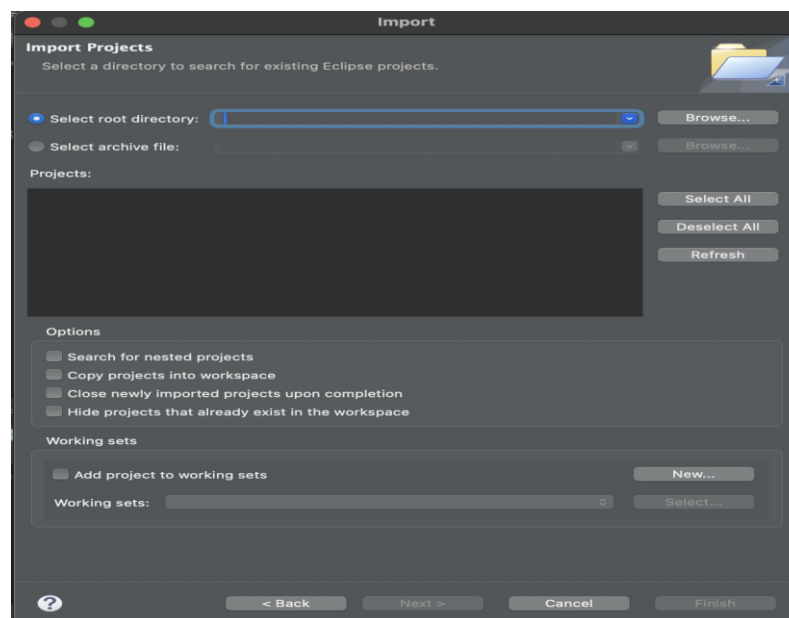 Import
Import Projects
Select a directory to search for existing Eclipse projects.
Select root directory:
Browse...
Select archive file:
Browse...
Projects:
Select All
Deselect All
Refresh
Options
Search for nested projects
Copy projects into workspace
Close newly imported projects upon completion
Hide projects that already exist in the workspace
Working sets
Add project to working sets
New...
Working sets:
Select...
?
< Back
Next >
Cancel
Finish